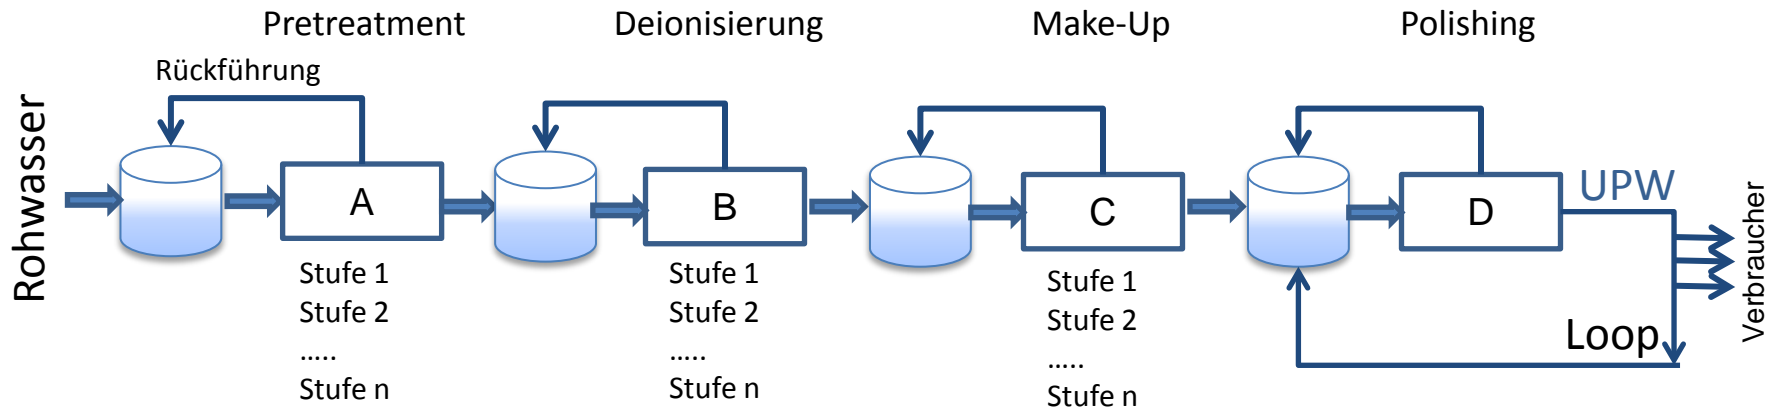 Pretreatment
Deionisierung
Make-Up
Polishing
Rückführung
Rohwasser
A
B
C
D
UPW
Verbraucher
Loop
Stufe 1
Stufe 2
.....
Stufe n
Stufe 1
Stufe 2
.....
Stufe n
Stufe 1
Stufe 2
.....
Stufe n